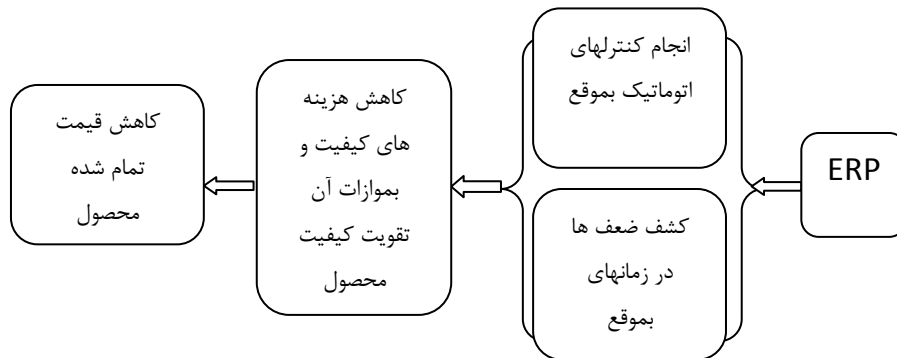 ERP
انجام کنترلهای
اتوماتیک بموقع
کشف ضعف ها
در زمانهای
بموقع
کاهش هزینه
های کیفیت و
بموازات آن
تقویت کیفیت
محصول
کاهش قیمت
تمام شده
محصول